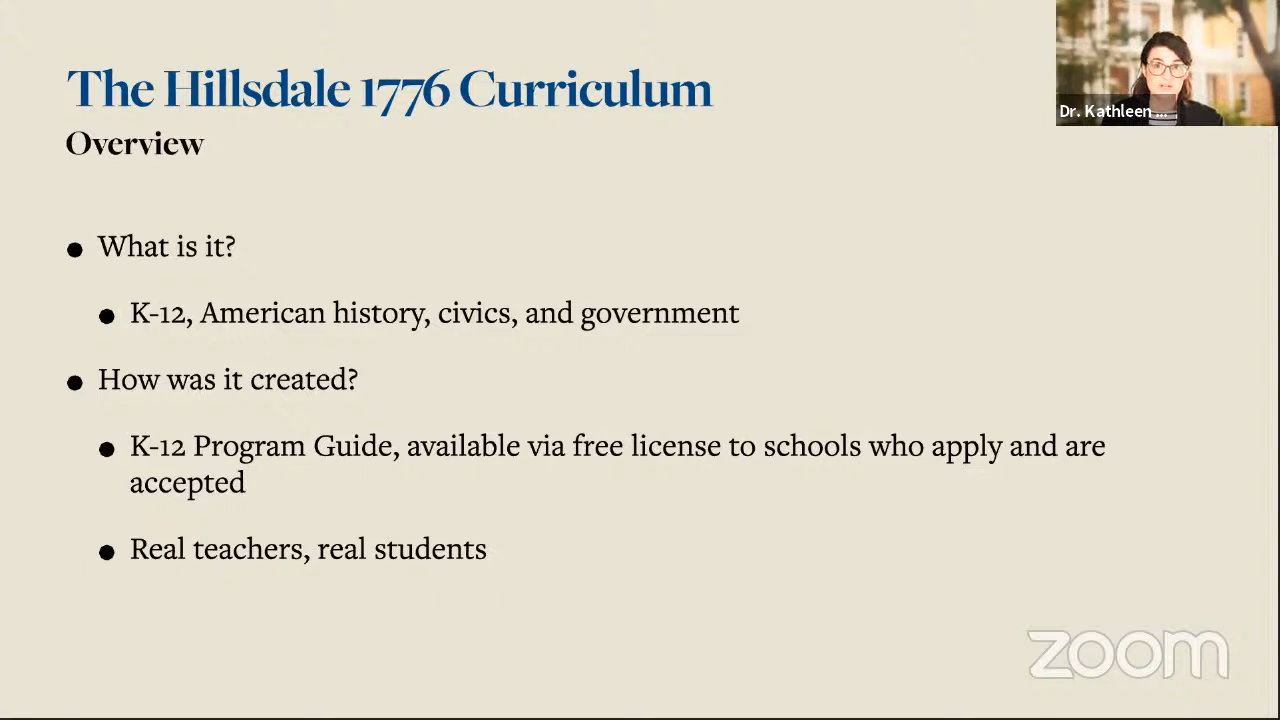 The Hillsdale 1776 Curriculum
Overview
Dr. Kathleen ...
What is it?
K-12, American history, civics, and government
How was it created?
K-12 Program Guide, available via free license to schools who apply and are
accepted
Real teachers, real students
zoom